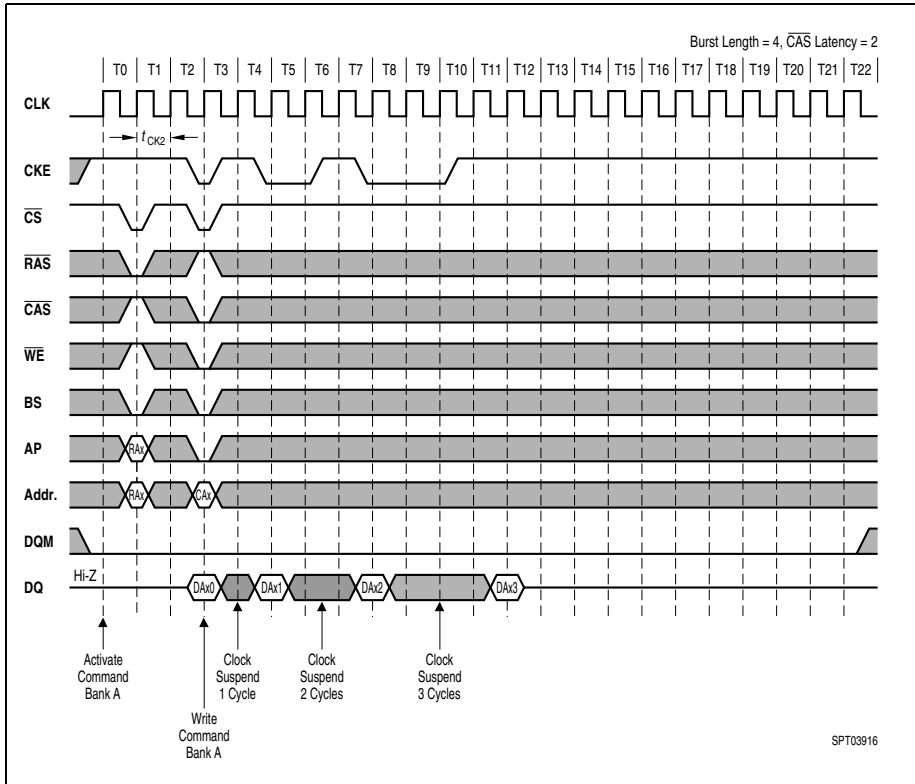 Burst Length = 4, CAS Latency = 2
T0 T1 T2 T3 T4 T5 T6 T7 T8 T9 T10 T11 T12 T13 T14 T15 T16 T17 T18 T19 T20 T21 T22
CLK
t CK2
CKE
CS
RAS
CAS
WE
BS
AP RAx
Addr. RAx CAx
DQM
Hi-Z
DQ DAx0 DAx1 DAx2 DAx3
Activate
Command
Bank A
Write
Command
Bank A
Clock
Suspend
1 Cycle
Clock
Suspend
2 Cycles
Clock
Suspend
3 Cycles
SPT03916